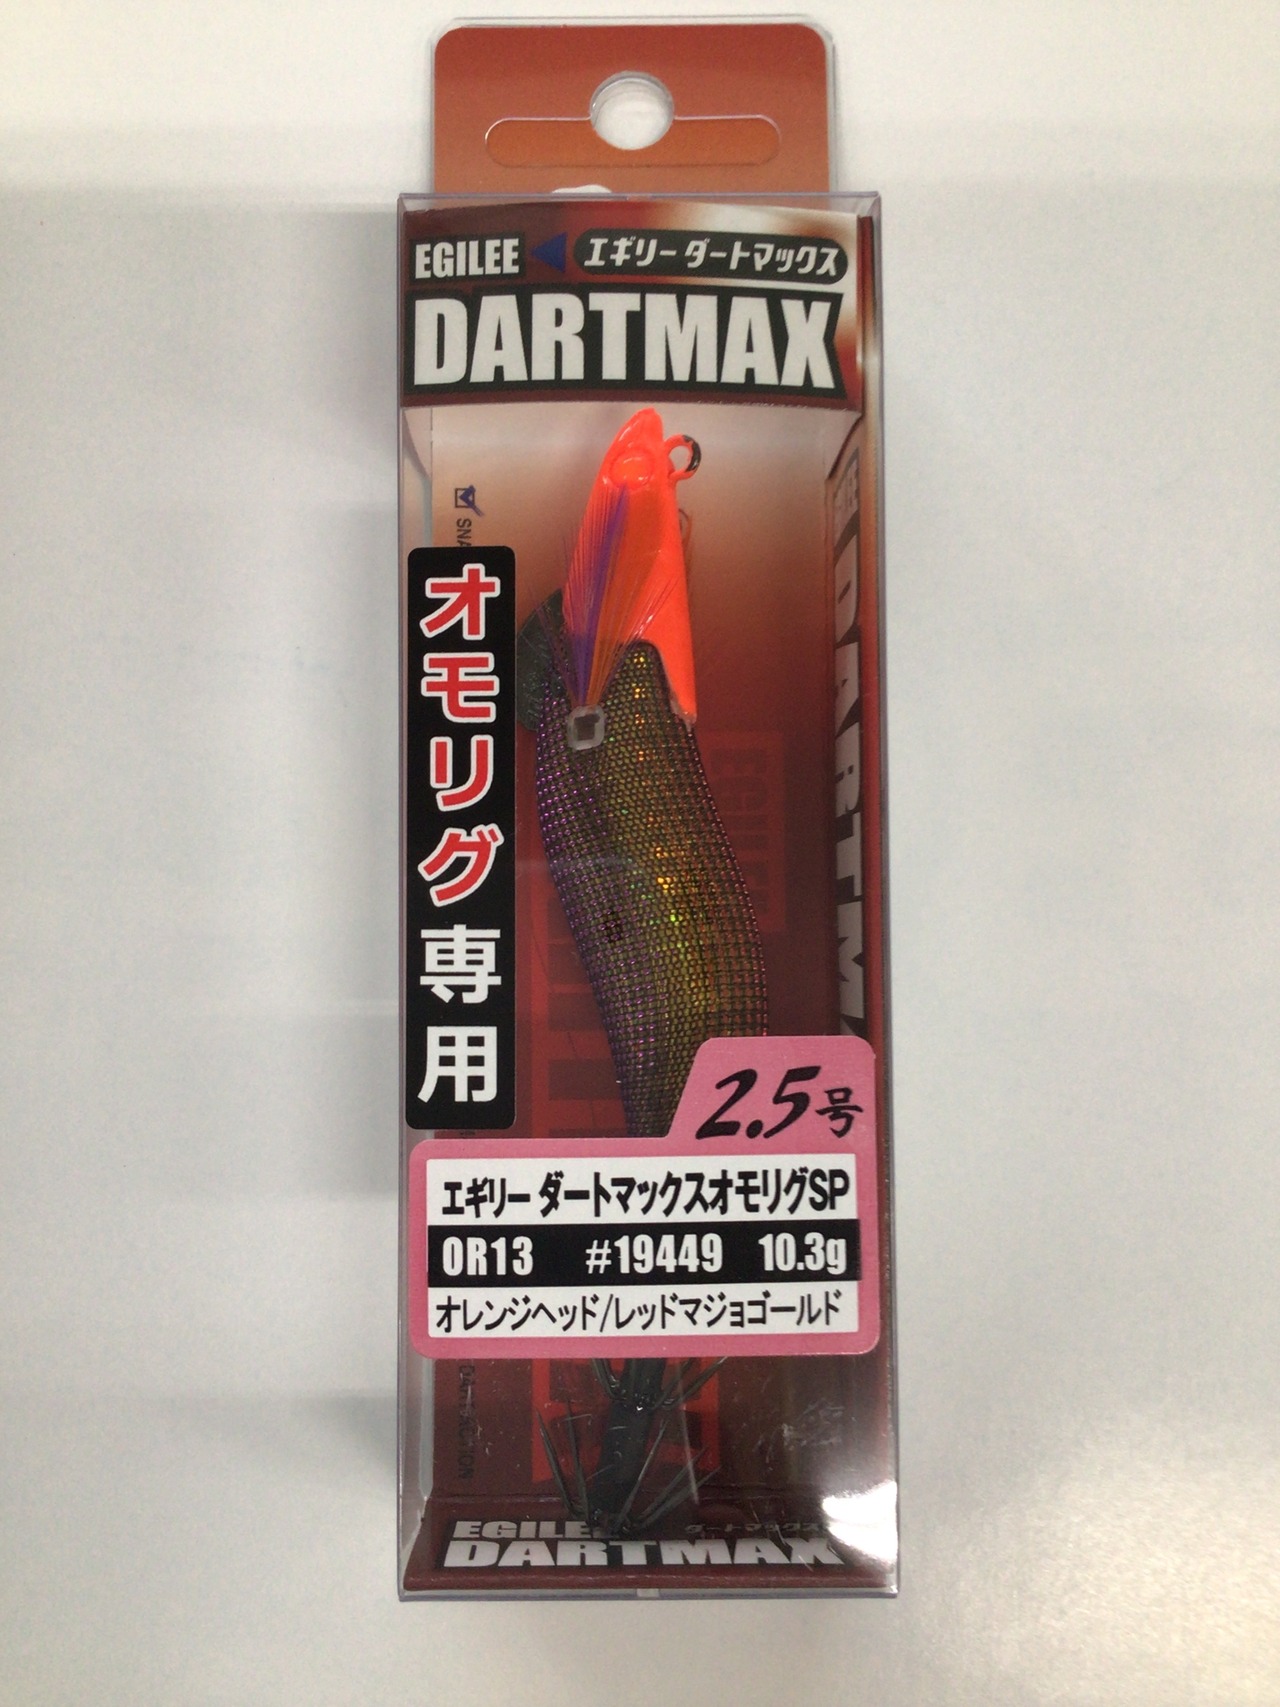 EGILEE
エギリー ダートマックス
DARTMAX
オモリグ専用
2.5号
エギリー ダートマックスオモリグSP
OR13 #19449 10.3g
オレンジヘッド/レッドマジョゴールド
DARTMAX